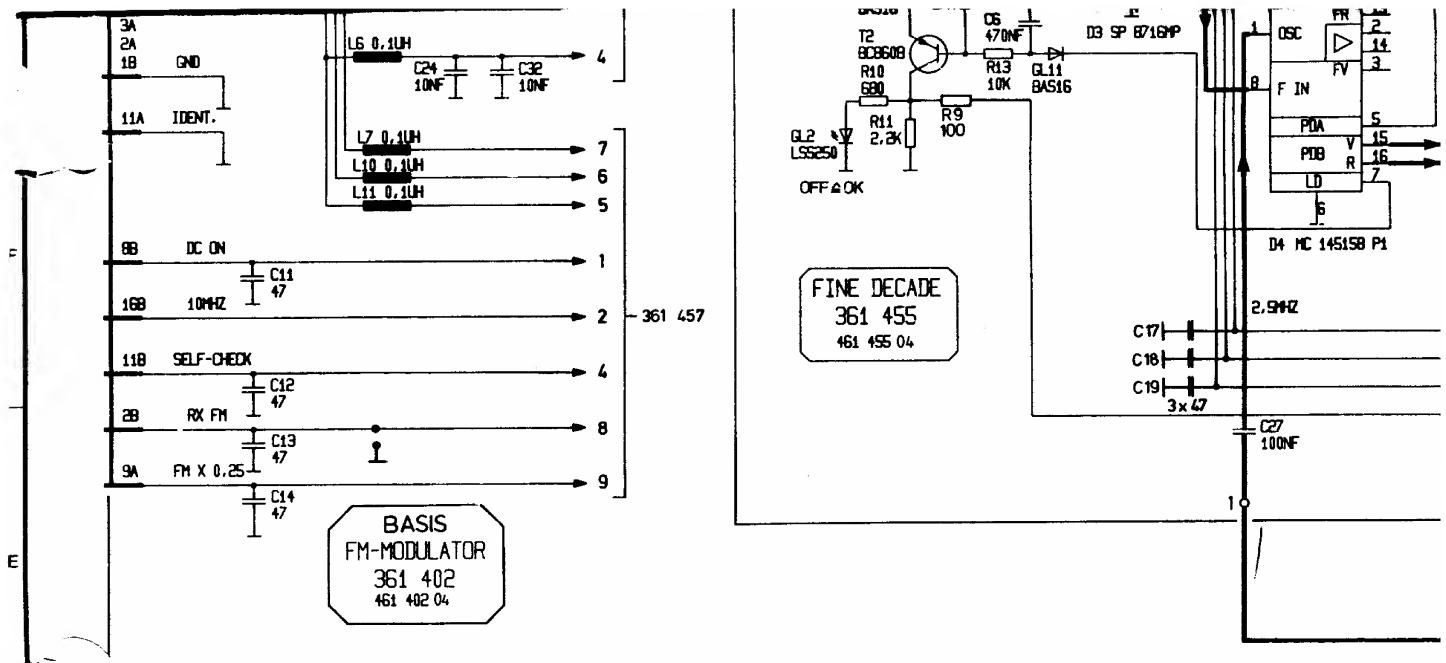 3A
2A
1B GND
11A IDENT.
L6 0,1UH
C24
10NF
C32
10NF
4
L7 0,1UH
7
L10 0,1UH
6
L11 0,1UH
5
8B DC ON
1
C11
47
16B 10MHZ
2
361 457
11B SELF-CHECK
4
C12
47
2B RX FM
8
C13
47
9A FM X 0,25
9
C14
47
F
E
BASIS
FM-MODULATOR
361 402
461 402 04
T2
BC860B
C6
470NF
R13
10K
GL11
BAS16
D3 SP 8716MP
R10
680
R11
2,2K
R9
100
GL2
LS5250
OFF≙OK
FINE DECADE
361 455
461 455 04
1 OSC
FR
2
14
FV 3
8 F IN
PDA 5
V 15
PDB
R 16
LD 7
6
D4 MC 145158 P1
2,5MHZ
C17
C18
C19
3x47
C27
100NF
1